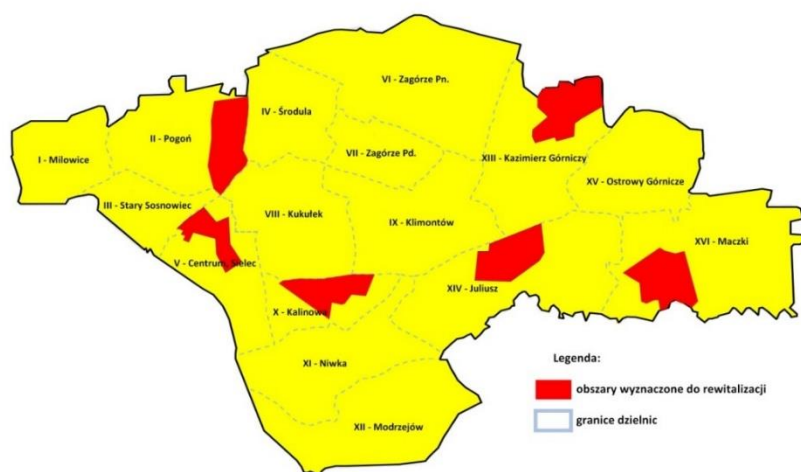 VI - Zagórze Pn.
IV - Środula
II - Pogoń
VII - Zagórze Pd.
I - Milowice
XIII - Kazimierz Górniczy
XV - Ostrowy Górnicze
III - Stary Sosnowiec
VIII - Kukułek
IX - Klimontów
XVI - Maczki
V - Centrum, Sielec
XIV - Juliusz
X - Kalinowa
XI - Niwka
XII - Modrzejów
Legenda:
obszary wyznaczone do rewitalizacji
granice dzielnic